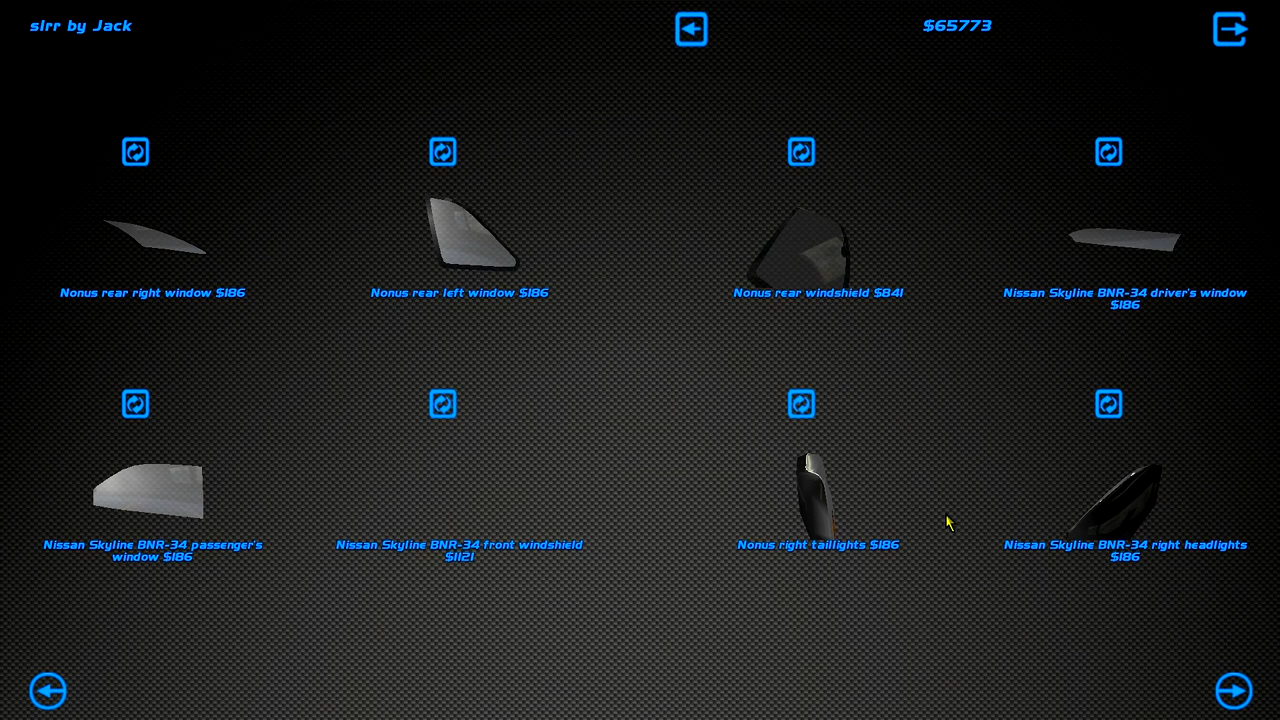 slrr by Jack
$65773
Nonus rear right window $186
Nonus rear left window $186
Nonus rear windshield $841
Nissan Skyline BNR-34 driver's window
$186
Nissan Skyline BNR-34 passenger's
window $186
Nissan Skyline BNR-34 front windshield
$1121
Nonus right taillights $186
Nissan Skyline BNR-34 right headlights
$186